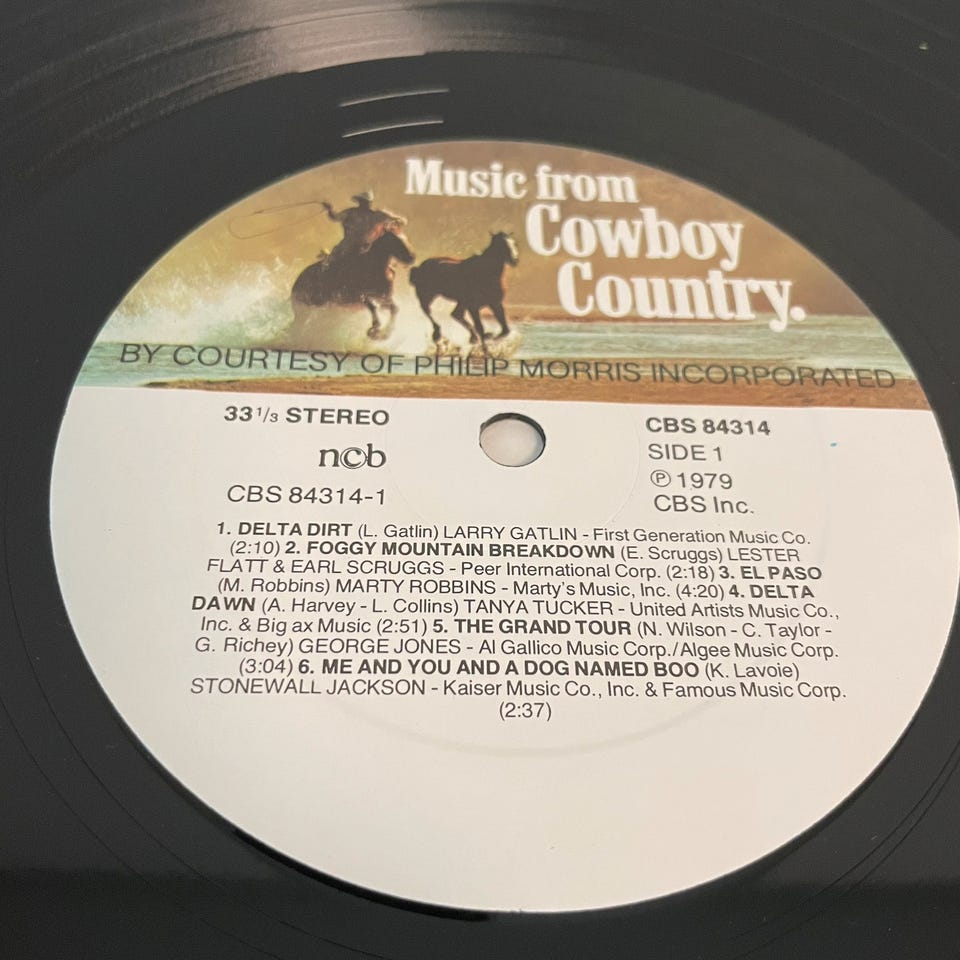 Music from
Cowboy
Country.
BY COURTESY OF PHILIP MORRIS INCORPORATED
33 1/3 STEREO
ncb
CBS 84314-1
CBS 84314
SIDE 1
℗ 1979
CBS Inc.
1. DELTA DIRT (L. Gatlin) LARRY GATLIN - First Generation Music Co.
(2:10) 2. FOGGY MOUNTAIN BREAKDOWN (E. Scruggs) LESTER
FLATT & EARL SCRUGGS - Peer International Corp. (2:18) 3. EL PASO
(M. Robbins) MARTY ROBBINS - Marty's Music, Inc. (4:20) 4. DELTA
DAWN (A. Harvey - L. Collins) TANYA TUCKER - United Artists Music Co.,
Inc. & Big ax Music (2:51) 5. THE GRAND TOUR (N. Wilson - C. Taylor -
G. Richey) GEORGE JONES - Al Gallico Music Corp./Algee Music Corp.
(3:04) 6. ME AND YOU AND A DOG NAMED BOO (K. Lavoie)
STONEWALL JACKSON - Kaiser Music Co., Inc. & Famous Music Corp.
(2:37)